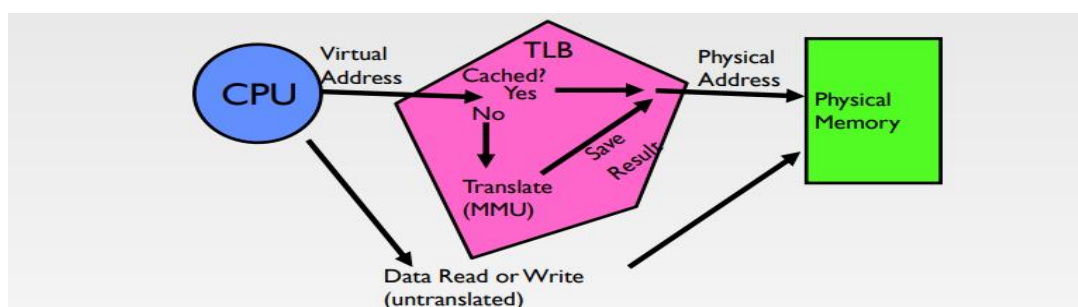 TLB
Virtual
Address
Physical
Address
Cached?
Yes
CPU
No
Physical
Memory
Save
Result
Translate
(MMU)
Data Read or Write
(untranslated)